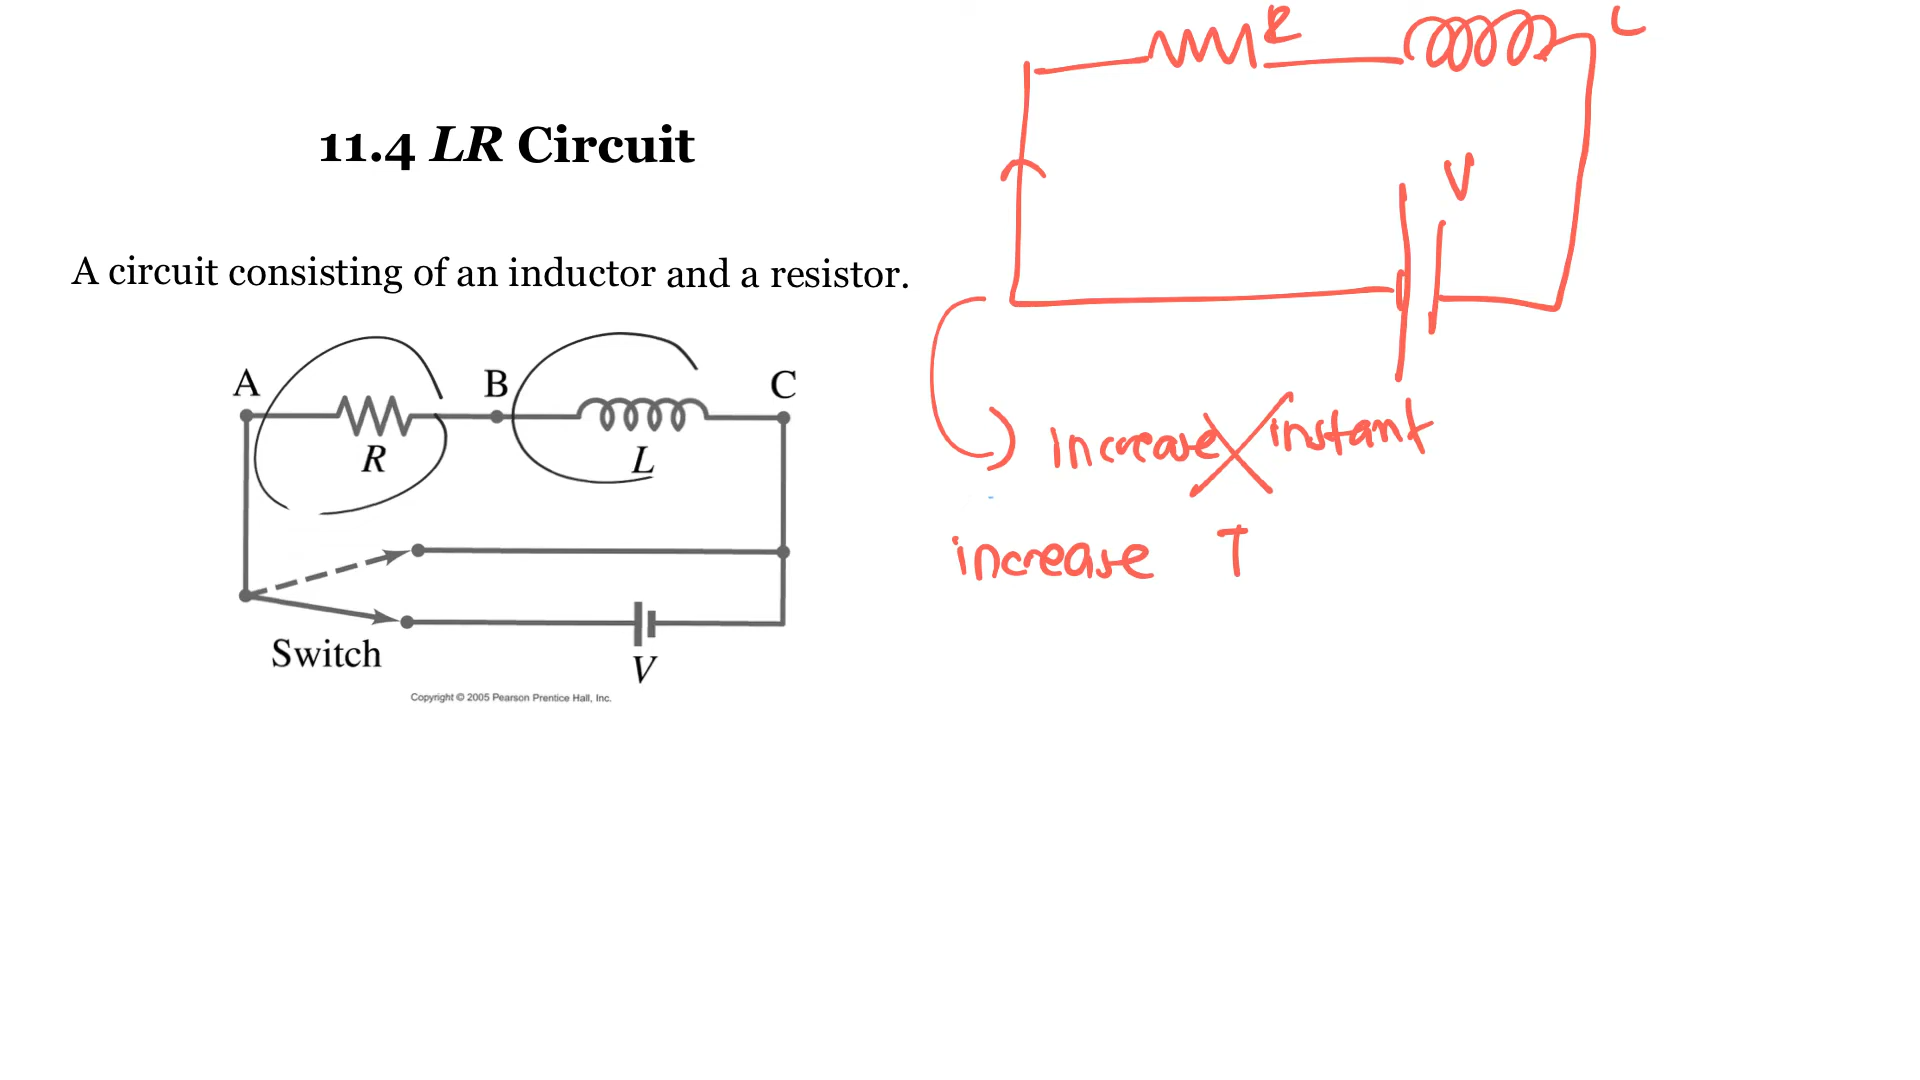 11.4 LR Circuit
A circuit consisting of an inductor and a resistor.
A
B
C
R
L
Switch
V
Copyright © 2005 Pearson Prentice Hall, Inc.
R
L
V
increase instant
increase T